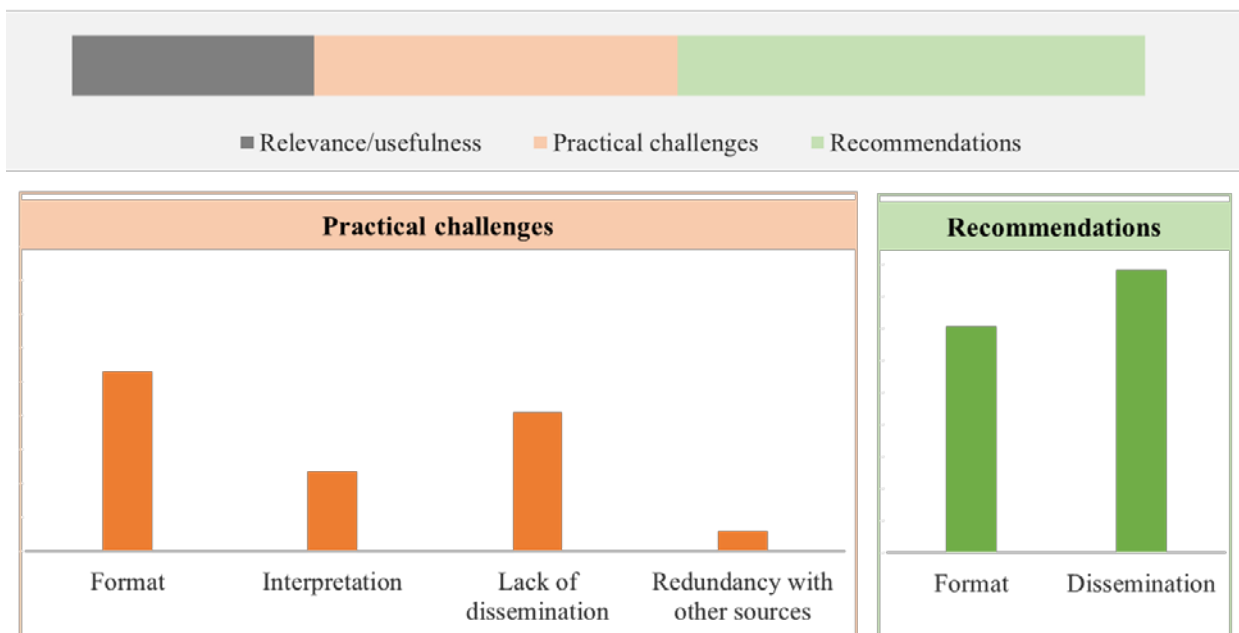 Relevance/usefulness
Practical challenges
Recommendations
Practical challenges
Format
Interpretation
Lack of
dissemination
Redundancy with
other sources
Recommendations
Format
Dissemination